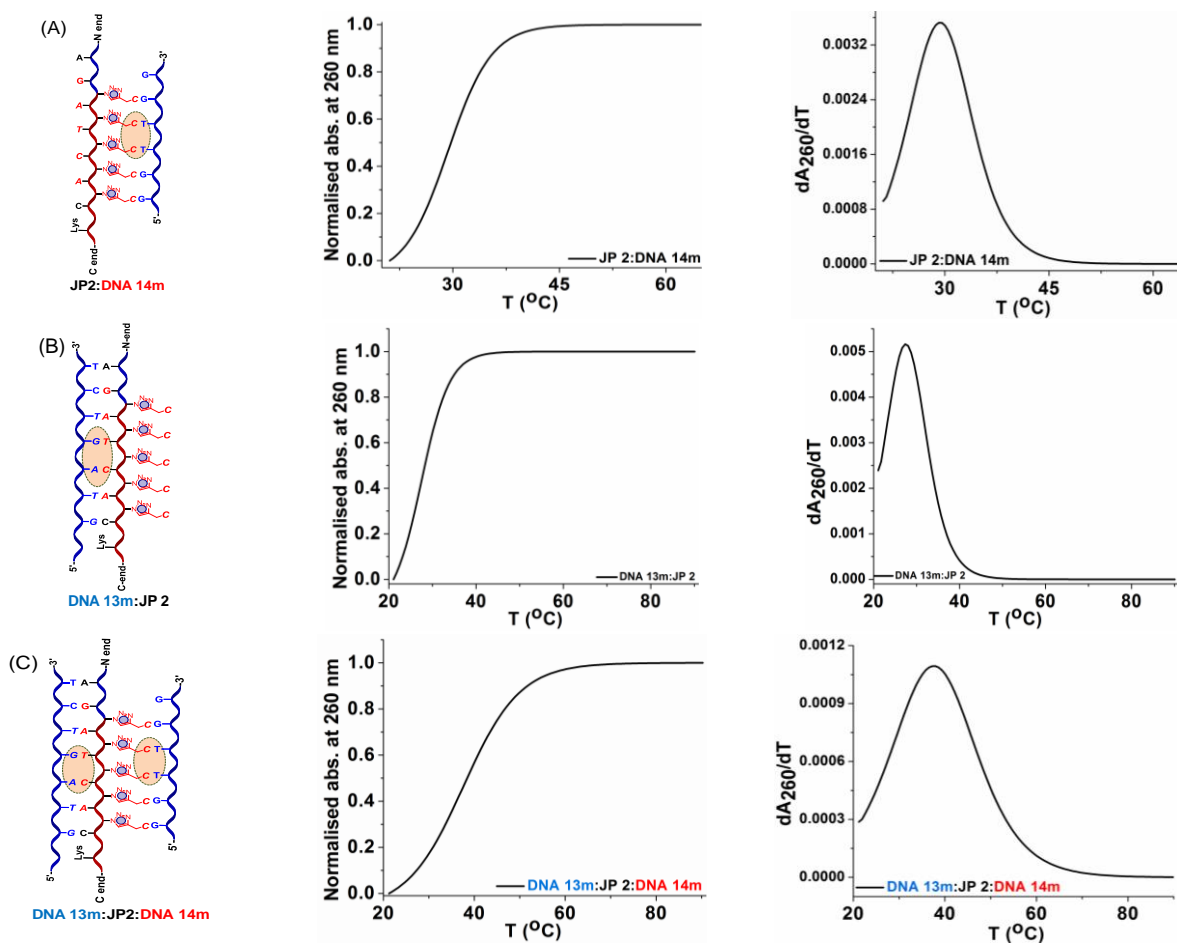 (A)
N end
A
G
A
T
C
A
C
Lys
C end
3'
G
N N N C G
N N N C T
N N N C T
N N N C G
N N N C G
5'
JP2:DNA 14m
Normalised abs. at 260 nm
1.0
0.8
0.6
0.4
0.2
0.0
30 45 60
T (OC)
JP 2:DNA 14m
dA260/dT
0.0032
0.0024
0.0016
0.0008
0.0000
30 45 60
T (OC)
JP 2:DNA 14m
(B)
3'
N-end
T A
C G
T A
G T
A C
T A
G C
N N N C
N N N C
N N N C
N N N C
N N N C
Lys
5'
C-end
DNA 13m:JP 2
Normalised abs. at 260 nm
1.0
0.8
0.6
0.4
0.2
0.0
20 40 60 80
T (OC)
DNA 13m:JP 2
dA260/dT
0.005
0.003
0.002
0.000
20 40 60 80
T (OC)
DNA 13m:JP 2
(C)
3'
N end
T A
C G
T A
G T
A C
T A
G C
Lys
5'
C end
3'
G
N N N C G
N N N C T
N N N C T
N N N C G
N N N C G
5'
DNA 13m:JP2:DNA 14m
Normalised abs. at 260 nm
1.0
0.8
0.6
0.4
0.2
0.0
20 40 60 80
T (OC)
DNA 13m:JP 2:DNA 14m
dA260/dT
0.0012
0.0009
0.0006
0.0003
0.0000
20 40 60 80
T (OC)
DNA 13m:JP 2:DNA 14m